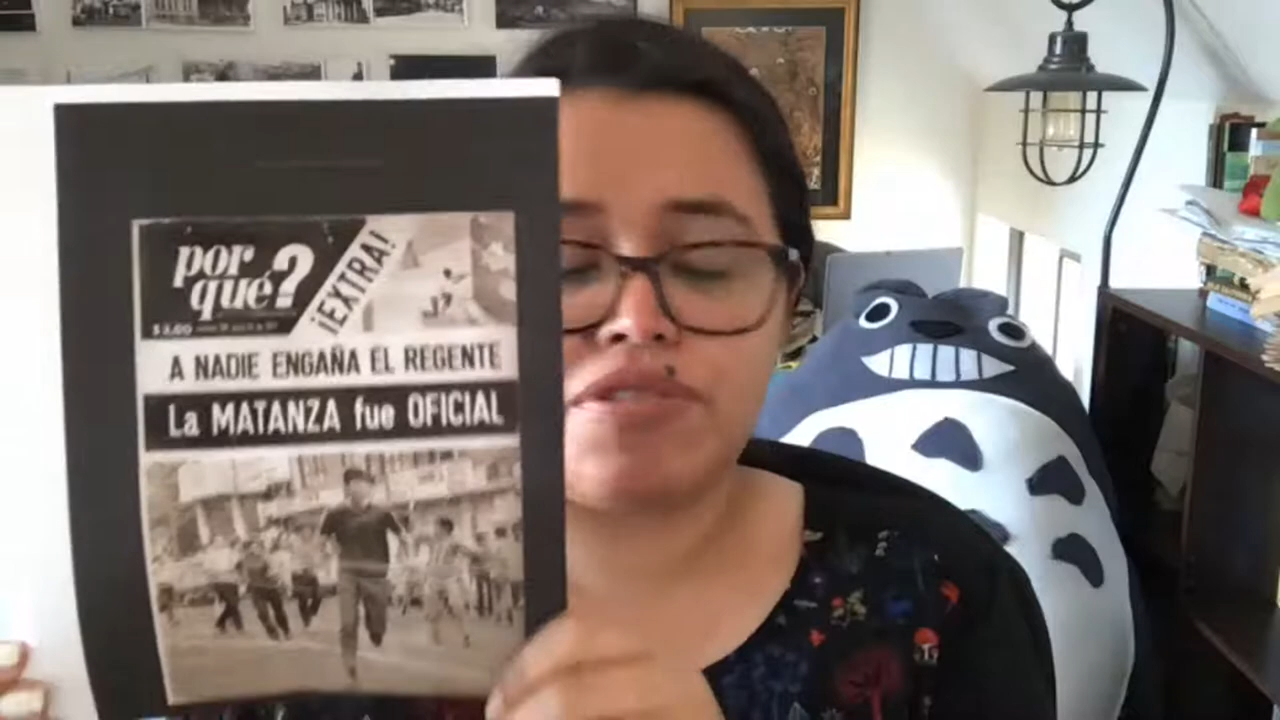 por
qué?
¡EXTRA!
$ 3.00
A NADIE ENGAÑA EL REGENTE
La MATANZA fue OFICIAL